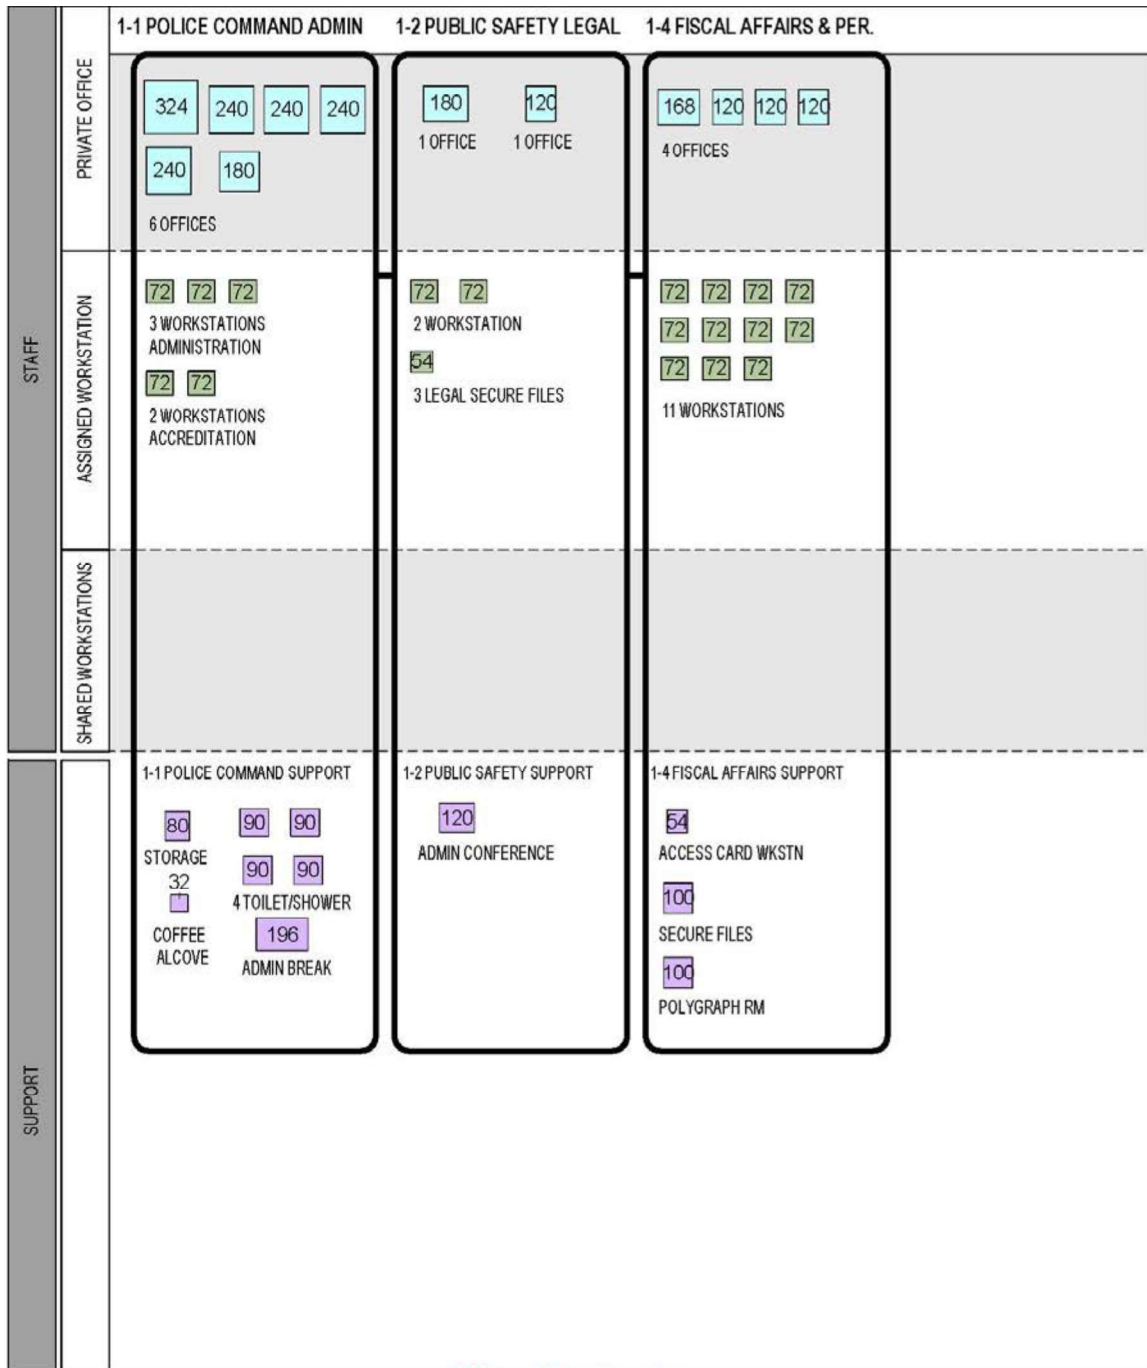 1-1 POLICE COMMAND ADMIN 1-2 PUBLIC SAFETY LEGAL 1-4 FISCAL AFFAIRS & PER.
STAFF
PRIVATE OFFICE
324 240 240 240
240 180
6 OFFICES
180 120
1 OFFICE 1 OFFICE
168 120 120 120
4 OFFICES
ASSIGNED WORKSTATION
72 72 72
3 WORKSTATIONS
ADMINISTRATION
72 72
2 WORKSTATIONS
ACCREDITATION
72 72
2 WORKSTATION
54
3 LEGAL SECURE FILES
72 72 72 72
72 72 72 72
72 72 72
11 WORKSTATIONS
SHARED WORKSTATIONS
SUPPORT
1-1 POLICE COMMAND SUPPORT
80
STORAGE
32
COFFEE
ALCOVE
90 90
90 90
4 TOILET/SHOWER
196
ADMIN BREAK
1-2 PUBLIC SAFETY SUPPORT
120
ADMIN CONFERENCE
1-4 FISCAL AFFAIRS SUPPORT
54
ACCESS CARD WKSTN
100
SECURE FILES
100
POLYGRAPH RM